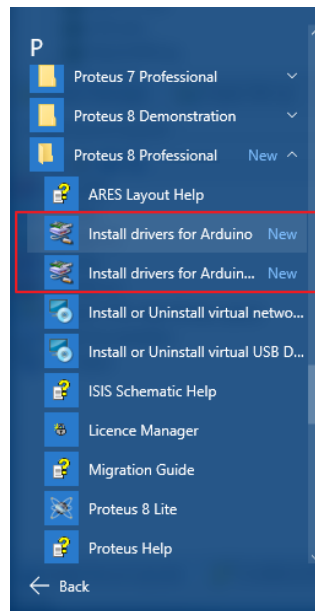 P
Proteus 7 Professional
Proteus 8 Demonstration
Proteus 8 Professional New
ARES Layout Help
Install drivers for Arduino New
Install drivers for Arduin... New
Install or Uninstall virtual netwo...
Install or Uninstall virtual USB D...
ISIS Schematic Help
Licence Manager
Migration Guide
Proteus 8 Lite
Proteus Help
Back